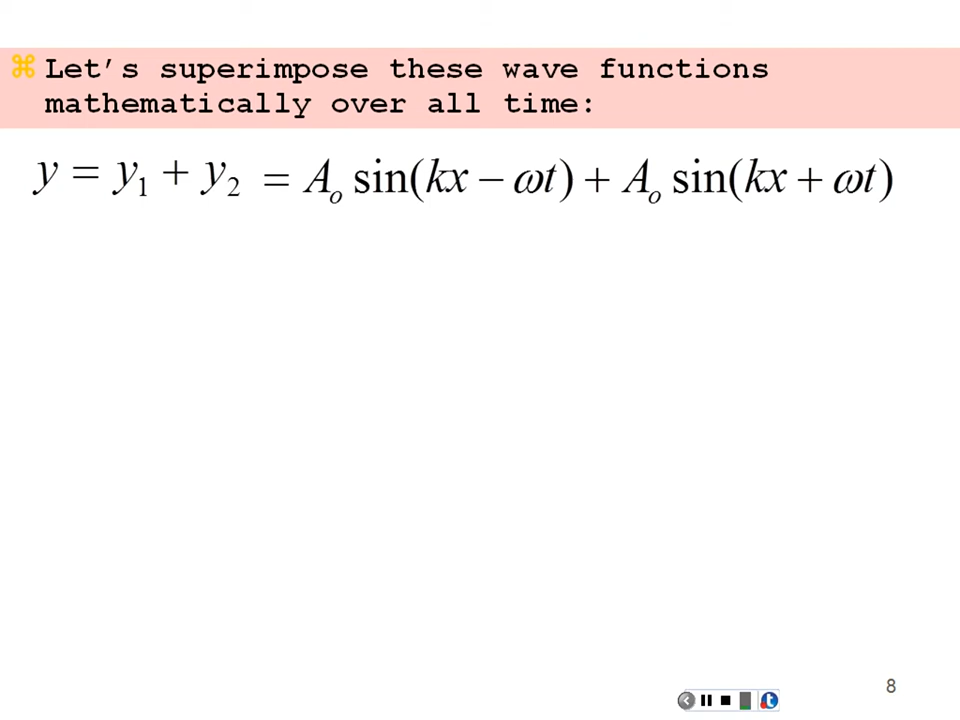 Let's superimpose these wave functions
mathematically over all time:
y = y₁ + y₂ = Aₒ sin(kx − ωt) + Aₒ sin(kx + ωt)
8